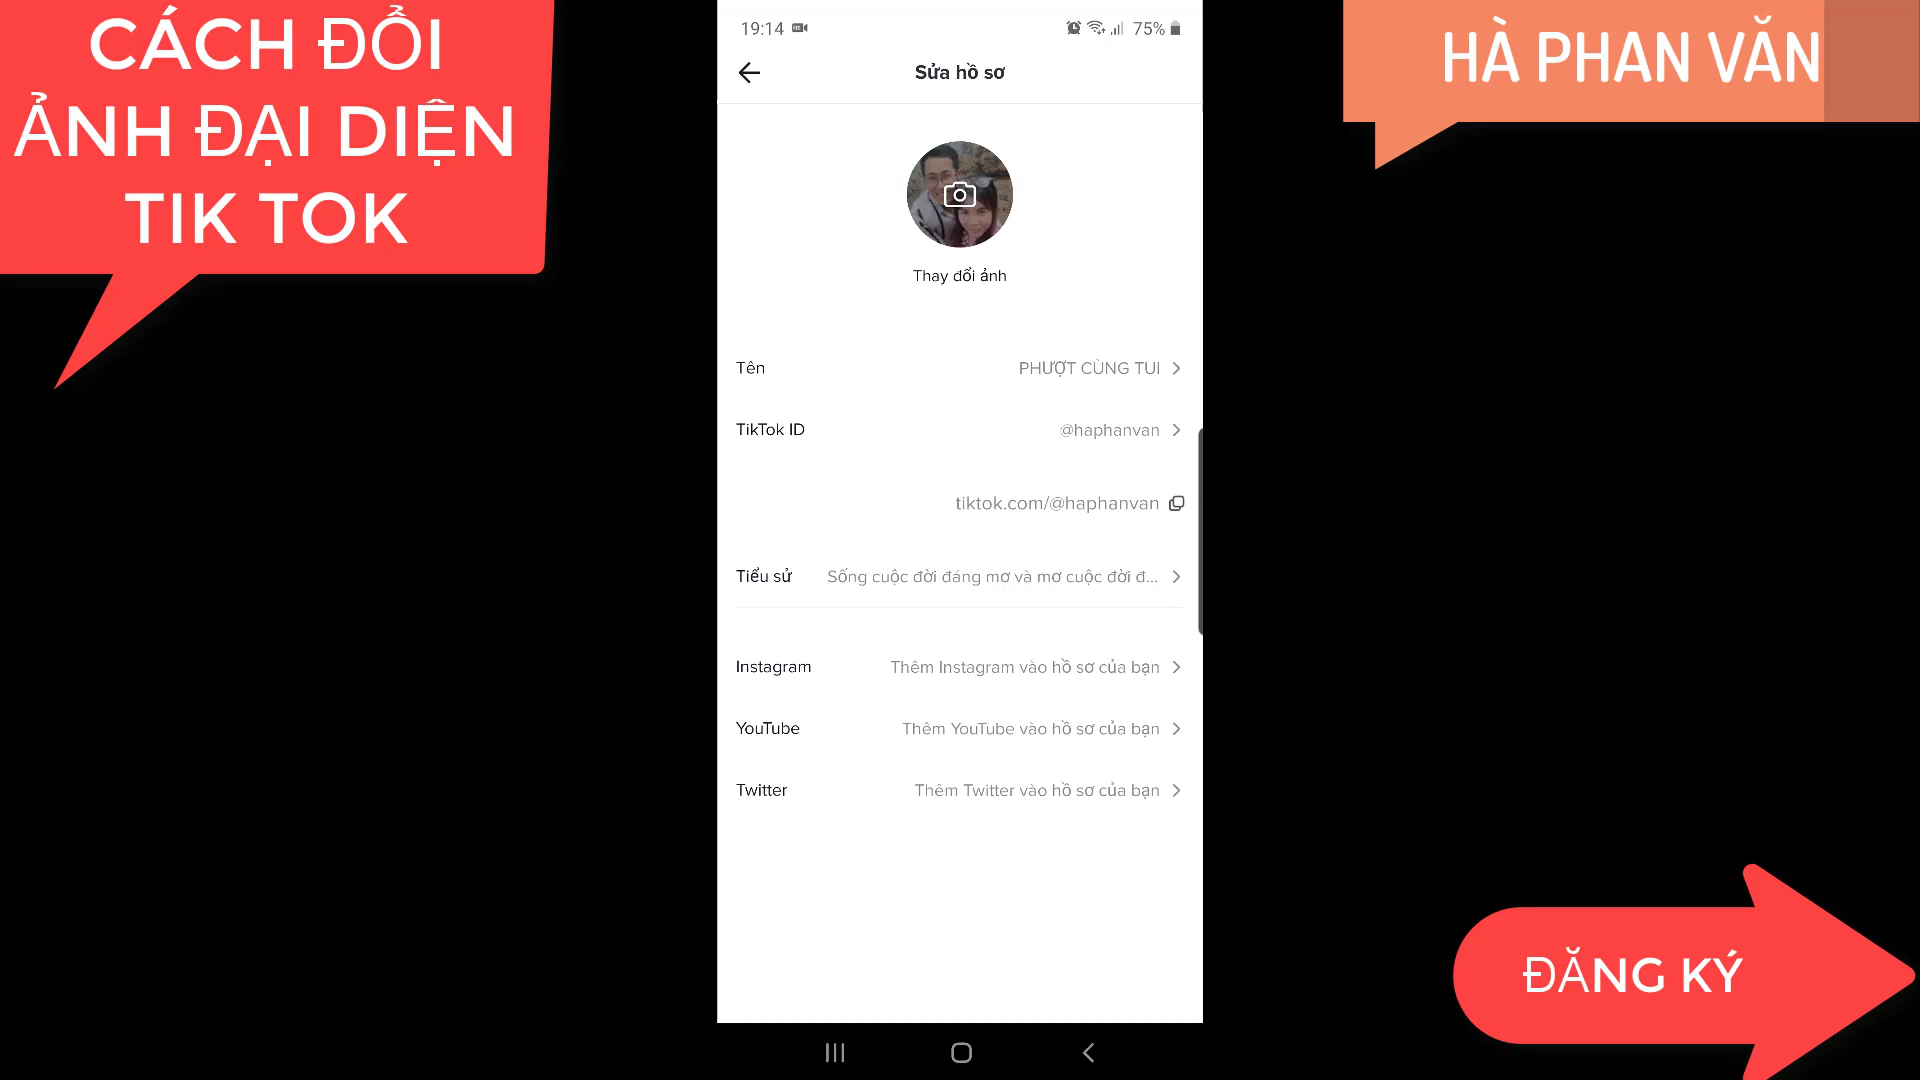 CÁCH ĐỔI
ẢNH ĐẠI DIỆN
TIK TOK
HÀ PHAN VĂN
19:14
75%
Sửa hồ sơ
Thay đổi ảnh
Tên PHƯỢT CÙNG TUI
TikTok ID @haphanvan
tiktok.com/@haphanvan
Tiểu sử Sống cuộc đời đáng mơ và mơ cuộc đời đ...
Instagram Thêm Instagram vào hồ sơ của bạn
YouTube Thêm YouTube vào hồ sơ của bạn
Twitter Thêm Twitter vào hồ sơ của bạn
ĐĂNG KÝ